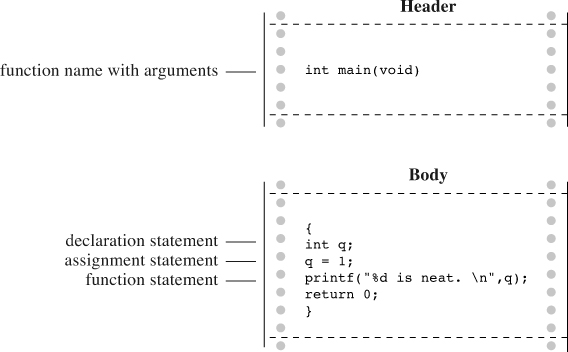 Header
function name with arguments
int main(void)
Body
{
declaration statement
int q;
assignment statement
q = 1;
function statement
printf("%d is neat. \n",q);
return 0;
}